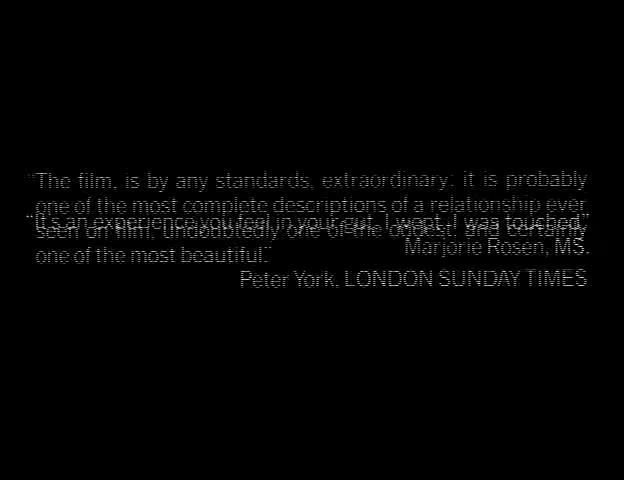 "The film, is by any standards, extraordinary: it is probably
one of the most complete descriptions of a relationship ever
"It's an experience you feel in your gut. I wept. I was touched."
seen on film; undoubtedly one of the and certainly
Marjorie Rosen, MS.
one of the most beautiful."
Peter York, LONDON SUNDAY TIMES